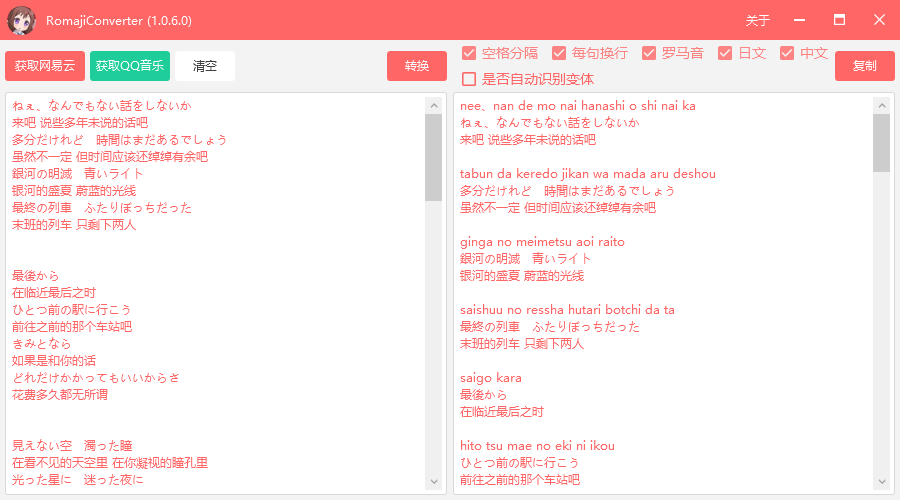 RomajiConverter (1.0.6.0)
关于
获取网易云
获取QQ音乐
清空
转换
空格分隔
每句换行
罗马音
日文
中文
是否自动识别变体
复制
ねぇ、なんでもない話をしないか
来吧 说些多年未说的话吧
多分だけれど　時間はまだあるでしょう
虽然不一定 但时间应该还绰绰有余吧
銀河の明滅　青いライト
银河的盛夏 蔚蓝的光线
最終の列車　ふたりぼっちだった
末班的列车 只剩下两人
最後から
在临近最后之时
ひとつ前の駅に行こう
前往之前的那个车站吧
きみとなら
如果是和你的话
どれだけかかってもいいからさ
花费多久都无所谓
見えない空　濁った瞳
在看不见的天空里 在你凝视的瞳孔里
光った星に　迷った夜に
nee、nan de mo nai hanashi o shi nai ka
ねぇ、なんでもない話をしないか
来吧 说些多年未说的话吧
tabun da keredo jikan wa mada aru deshou
多分だけれど　時間はまだあるでしょう
虽然不一定 但时间应该还绰绰有余吧
ginga no meimetsu aoi raito
銀河の明滅　青いライト
银河的盛夏 蔚蓝的光线
saishuu no ressha hutari botchi da ta
最終の列車　ふたりぼっちだった
末班的列车 只剩下两人
saigo kara
最後から
在临近最后之时
hito tsu mae no eki ni ikou
ひとつ前の駅に行こう
前往之前的那个车站吧